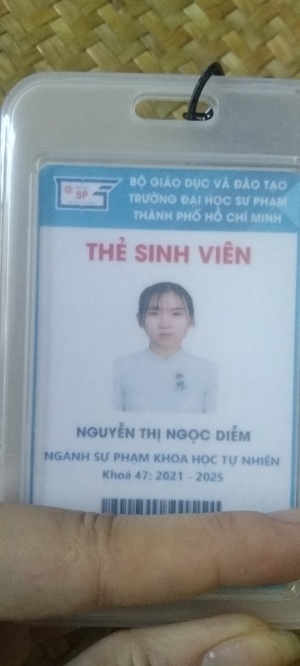 SP
BỘ GIÁO DỤC VÀ ĐÀO TẠO
TRƯỜNG ĐẠI HỌC SƯ PHẠM
THÀNH PHỐ HỒ CHÍ MINH
THẺ SINH VIÊN
NGUYỄN THỊ NGỌC DIỄM
NGÀNH SƯ PHẠM KHOA HỌC TỰ NHIÊN
Khoá 47: 2021 - 2025